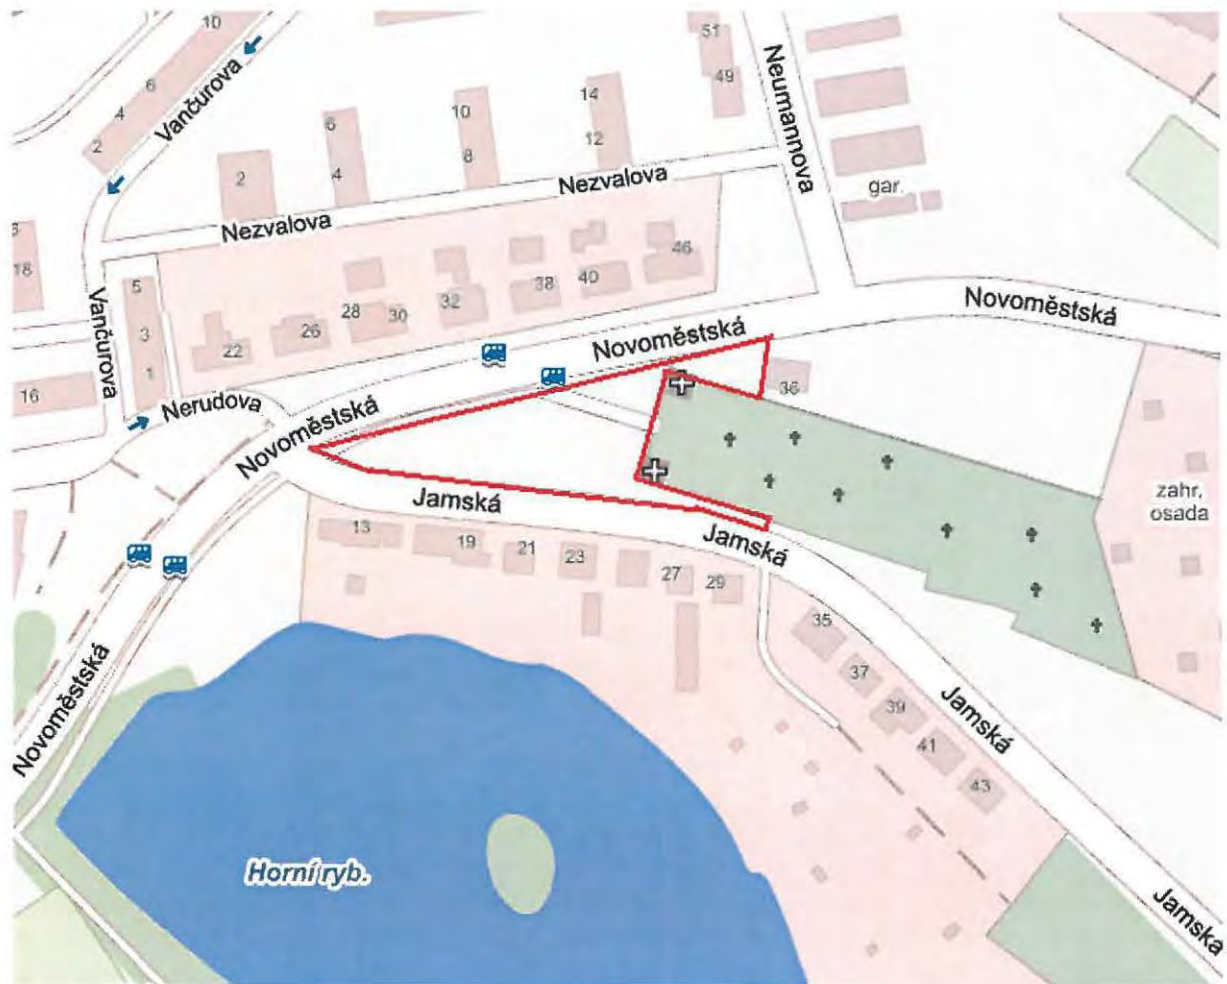 10
6
4
2
Vančurova
51
49
Neumannova
6
4
10
8
14
12
2
Nezvalova
Nezvalova
gar.
18
5
3
1
Vančurova
16
22
26
28
30
32
38
40
46
Novoměstská
Novoměstská
36
Nerudova
Novoměstská
Jamská
Jamská
zahr.
osada
13
19
21
23
27
29
35
37
39
41
43
Jamská
Novoměstská
Horní ryb.
Jamska